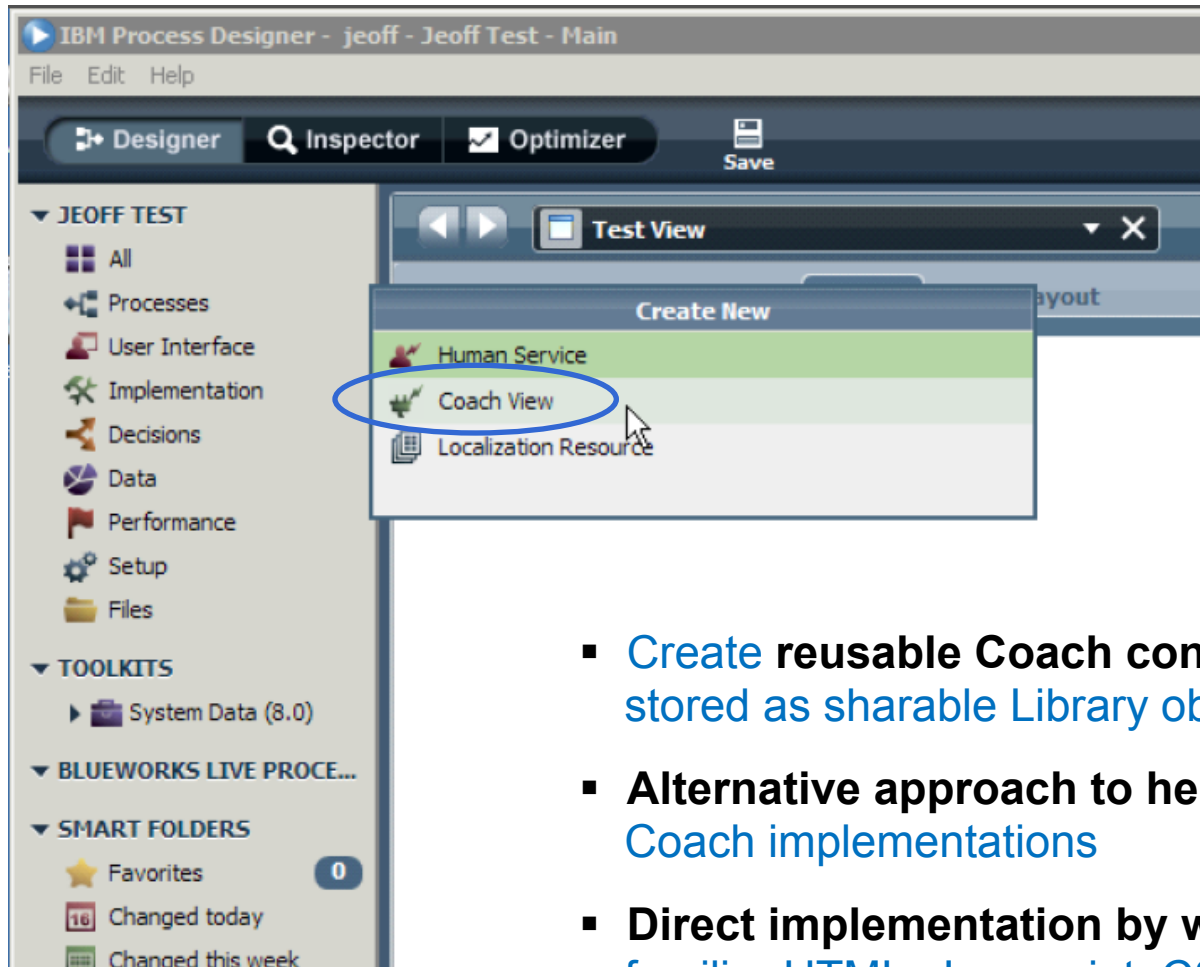 IBM Process Designer - jeoff - Jeoff Test - Main
File Edit Help
Designer Inspector Optimizer Save
JEOFF TEST
All
Processes
User Interface
Implementation
Decisions
Data
Performance
Setup
Files
TOOLKITS
System Data (8.0)
BLUEWORKS LIVE PROCE...
SMART FOLDERS
Favorites 0
16 Changed today
Changed this week
Test View
ayout
Create New
Human Service
Coach View
Localization Resource
▪ Create reusable Coach con
stored as sharable Library ob
▪ Alternative approach to he
Coach implementations
▪ Direct implementation by w